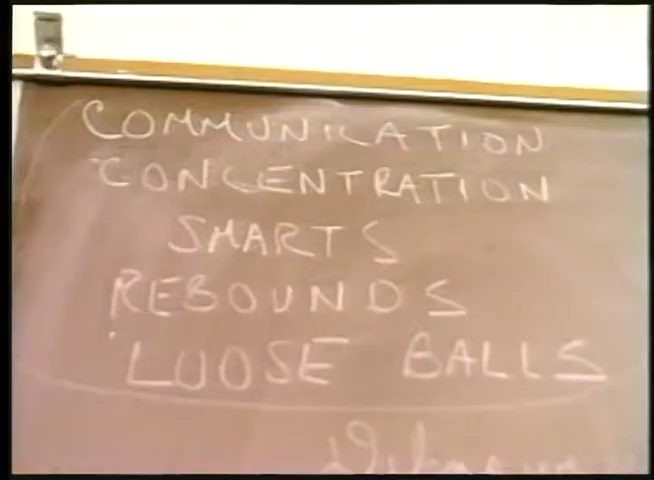 COMMUNICATION
CONCENTRATION
SMARTS
REBOUNDS
LOOSE BALLS